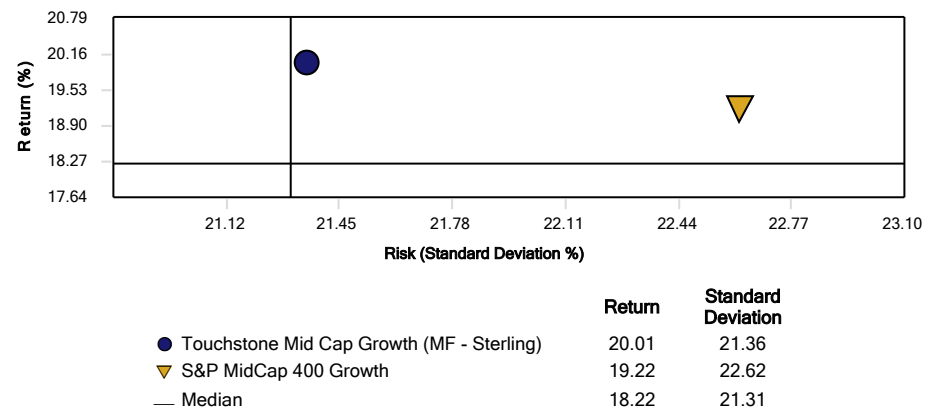 20.79
20.16
19.53
18.90
18.27
17.64
Return (%)
21.12 21.45 21.78 22.11 22.44 22.77 23.10
Risk (Standard Deviation %)
Return Standard Deviation
Touchstone Mid Cap Growth (MF - Sterling) 20.01 21.36
S&P MidCap 400 Growth 19.22 22.62
Median 18.22 21.31